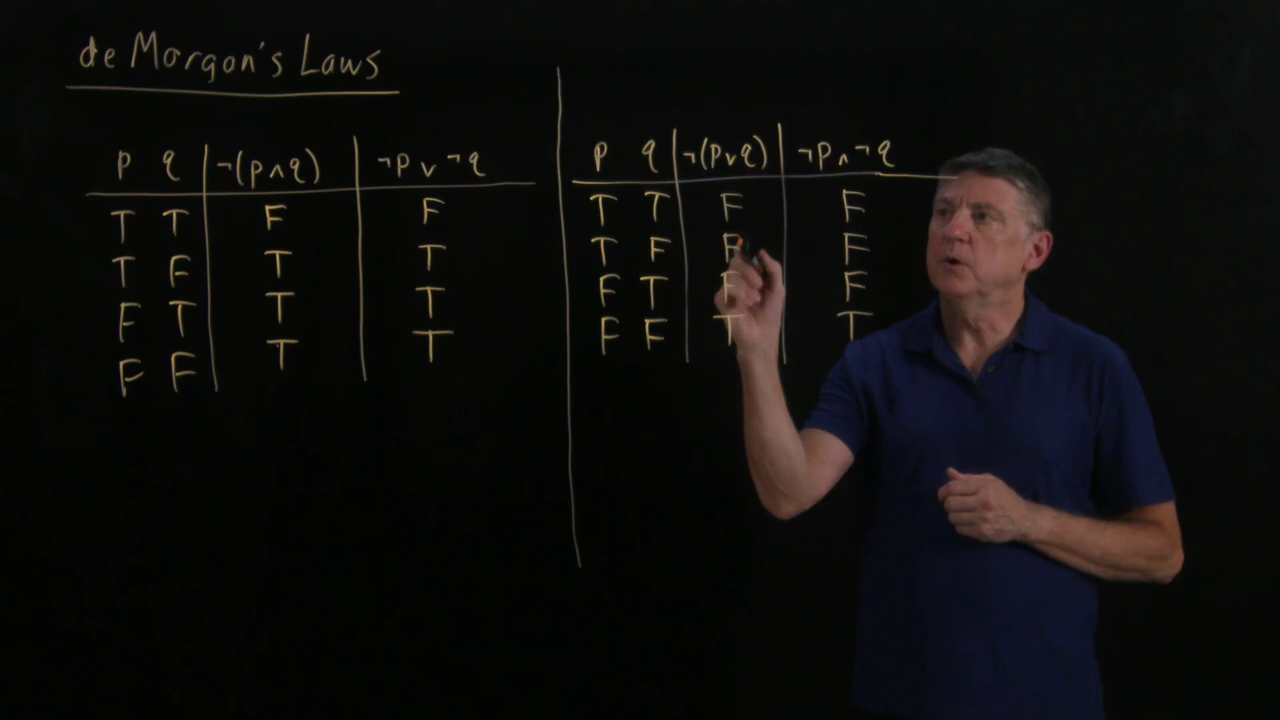 de Morgan's Laws
p q ¬(p∧q) ¬p ∨ ¬q
T T F F
T F T T
F T T T
F F T T
p q ¬(p∨q) ¬p ∧ ¬q
T T F F
T F F F
F T F F
F F T T